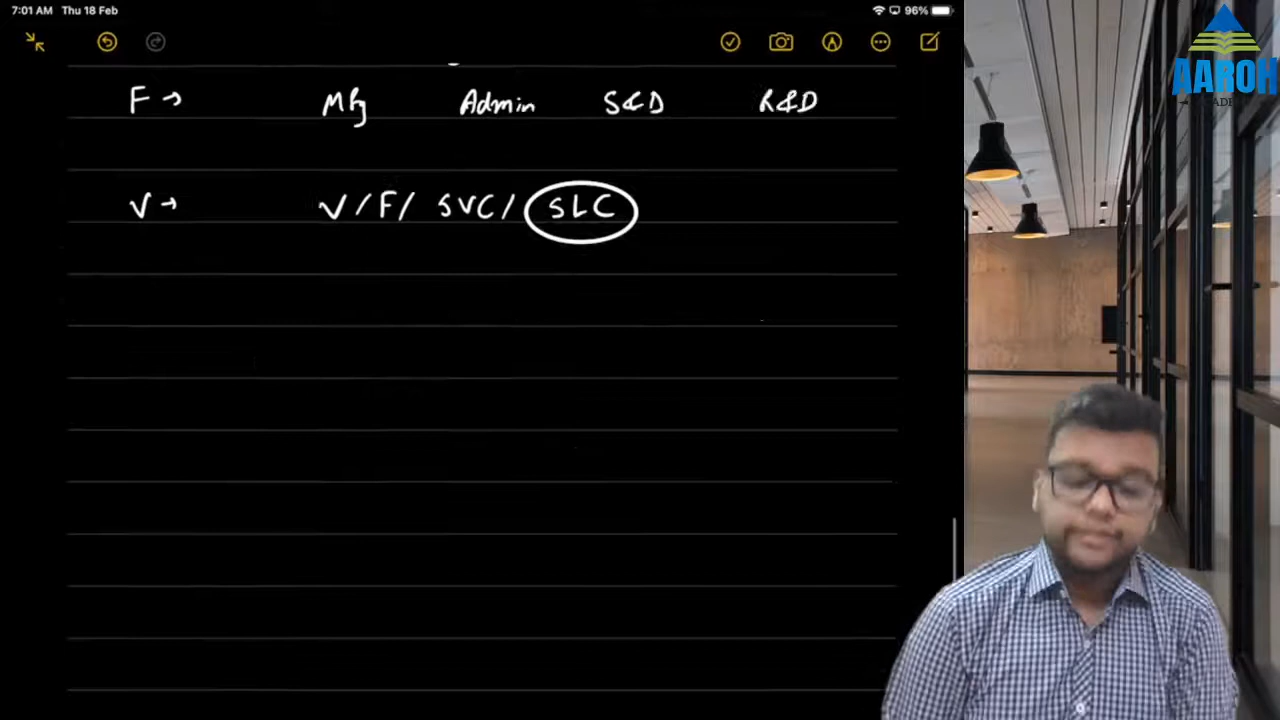 7:01 AM Thu 18 Feb 96%
AAROH
F → Mfg Admin S&D R&D
V → V / F / SVC / SLC